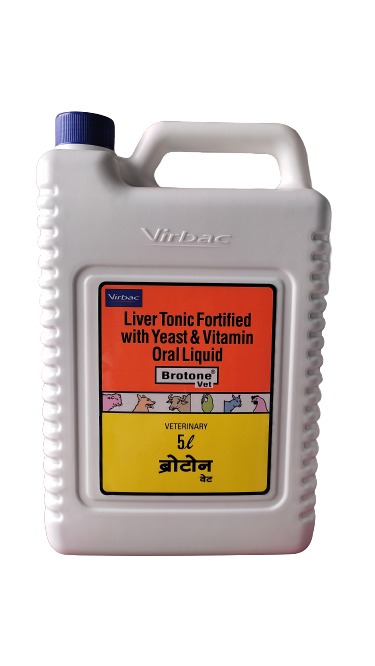 Virbac
Virbac
Liver Tonic Fortified
with Yeast & Vitamin
Oral Liquid
Brotone®
Vet
VETERINARY
5ℓ
ब्रोटोन
वेट